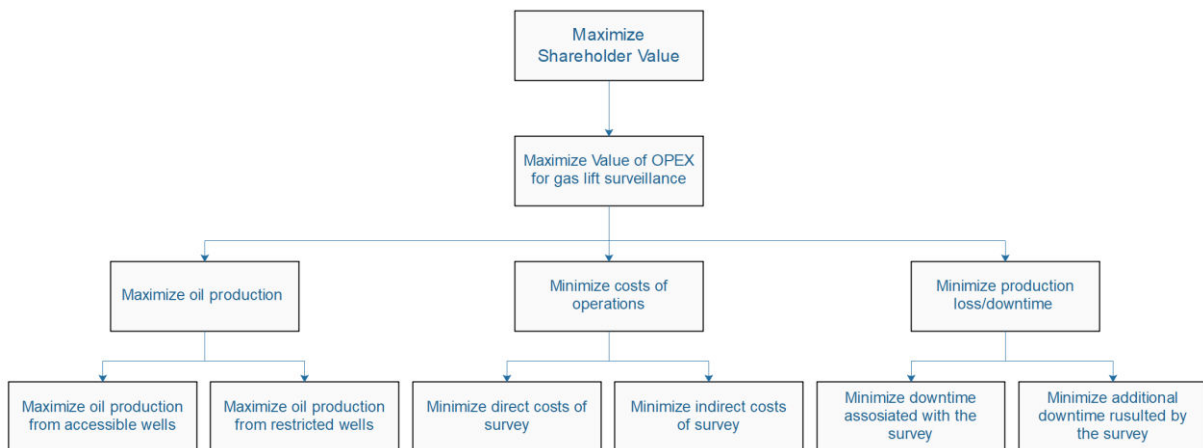 Maximize
Shareholder Value
Maximize Value of OPEX
for gas lift surveillance
Maximize oil production
Minimize costs of
operations
Minimize production
loss/downtime
Maximize oil production
from accessible wells
Maximize oil production
from restricted wells
Minimize direct costs of
survey
Minimize indirect costs
of survey
Minimize downtime
assosiated with the
survey
Minimize additional
downtime rusulted by
the survey